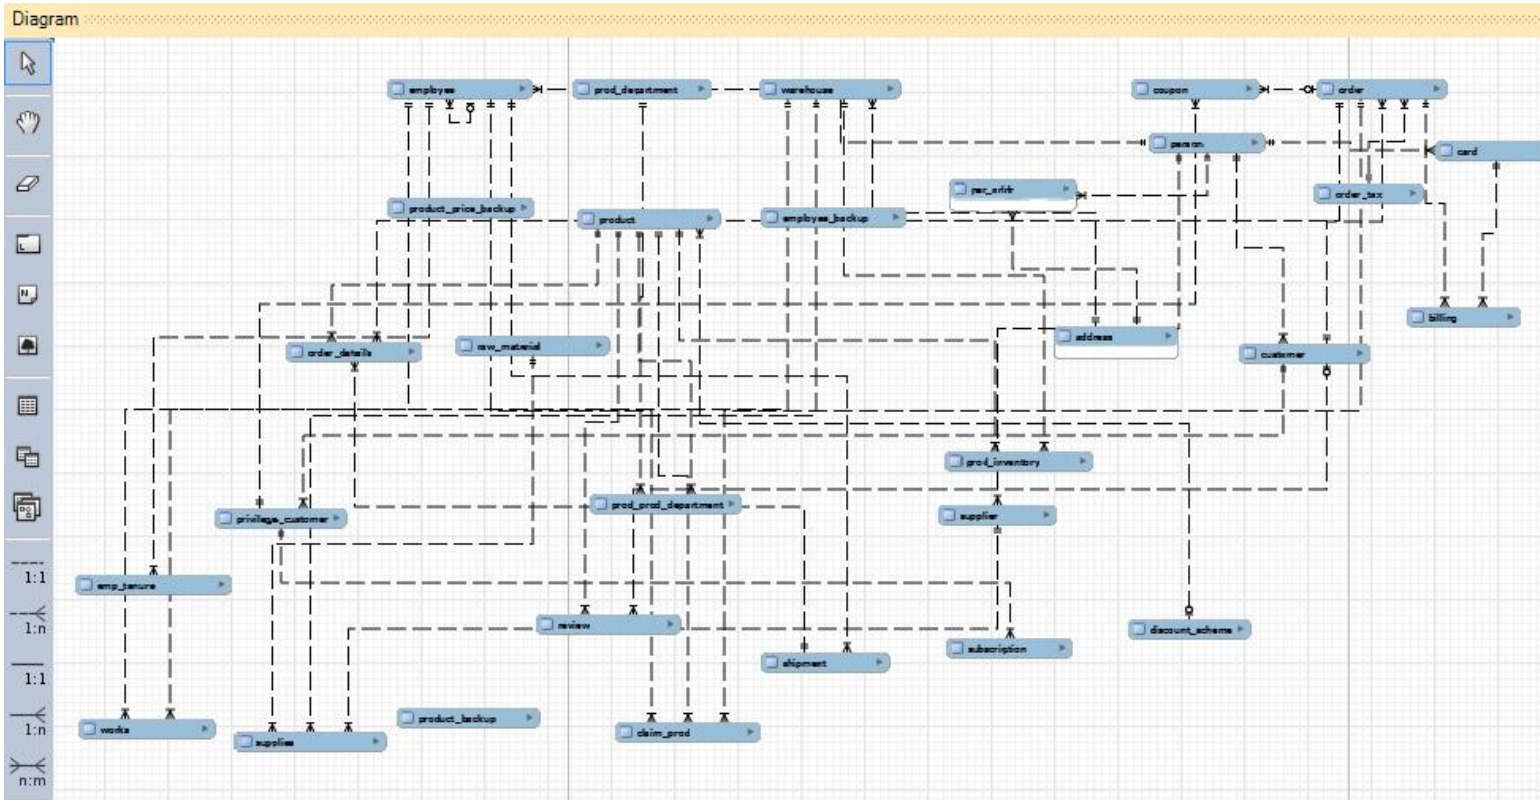 Diagram
employee
prod_department
warehouse
coupon
order
person
card
per_addr
order_tax
product_price_backup
product
employee_backup
billing
address
order_details
raw_material
customer
prod_inventory
prod_prod_department
supplier
privilege_customer
emp_tenure
1:1
review
discount_scheme
1:n
subscription
shipment
1:1
product_backup
works
1:n
claim_prod
supplies
n:m